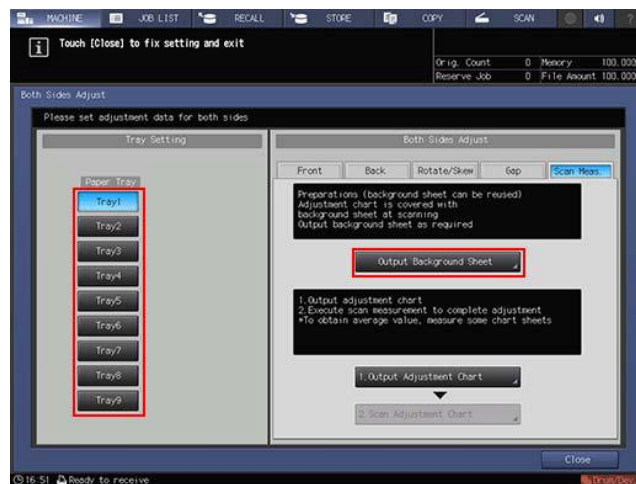 MACHINE JOB LIST RECALL STORE COPY SCAN ?
i Touch [Close] to fix setting and exit
Orig. Count 0 Memory 100.000
Reserve Job 0 File Amount 100.000
Both Sides Adjust
Please set adjustment data for both sides
Tray Setting
Paper Tray
Tray1
Tray2
Tray3
Tray4
Tray5
Tray6
Tray7
Tray8
Tray9
Both Sides Adjust
Front Back Rotate/Skew Gap Scan Meas.
Preparations (background sheet can be reused)
Adjustment chart is covered with
background sheet at scanning
Output background sheet as required
Output Background Sheet
1.Output adjustment chart
2.Execute scan measurement to complete adjustment
*To obtain average value, measure some chart sheets
1.Output Adjustment Chart
2.Scan Adjustment Chart
Close
16:51 Ready to receive Drum/Dev